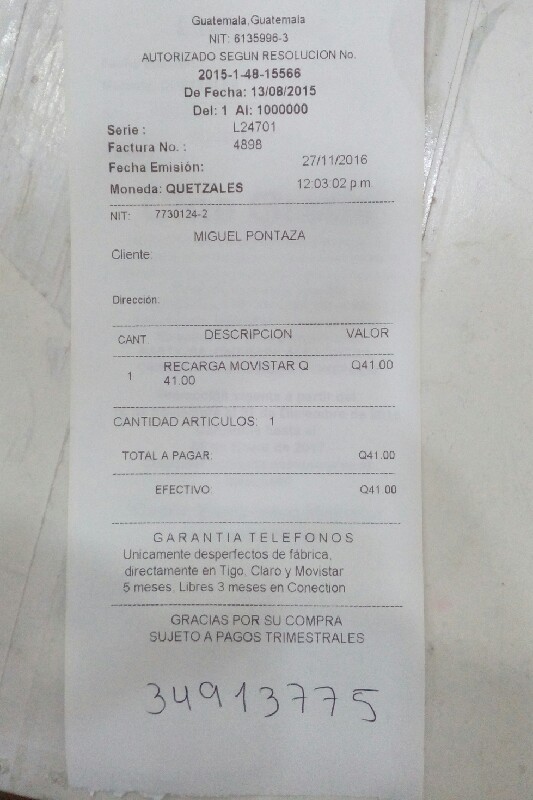 Guatemala, Guatemala
NIT: 6135996-3
AUTORIZADO SEGUN RESOLUCION No.
2015-1-48-15566
De Fecha: 13/08/2015
Del: 1 Al: 1000000
Serie : L24701
Factura No. : 4898
Fecha Emisión: 27/11/2016
Moneda: QUETZALES 12:03:02 p m
NIT: 7730124-2
MIGUEL PONTAZA
Cliente:
Dirección:
CANT. DESCRIPCION VALOR
1 RECARGA MOVISTAR Q Q41.00
41.00
CANTIDAD ARTICULOS: 1
TOTAL A PAGAR: Q41.00
EFECTIVO: Q41.00
GARANTIA TELEFONOS
Unicamente desperfectos de fábrica,
directamente en Tigo, Claro y Movistar
5 meses, Libres 3 meses en Conection
GRACIAS POR SU COMPRA
SUJETO A PAGOS TRIMESTRALES
34913775